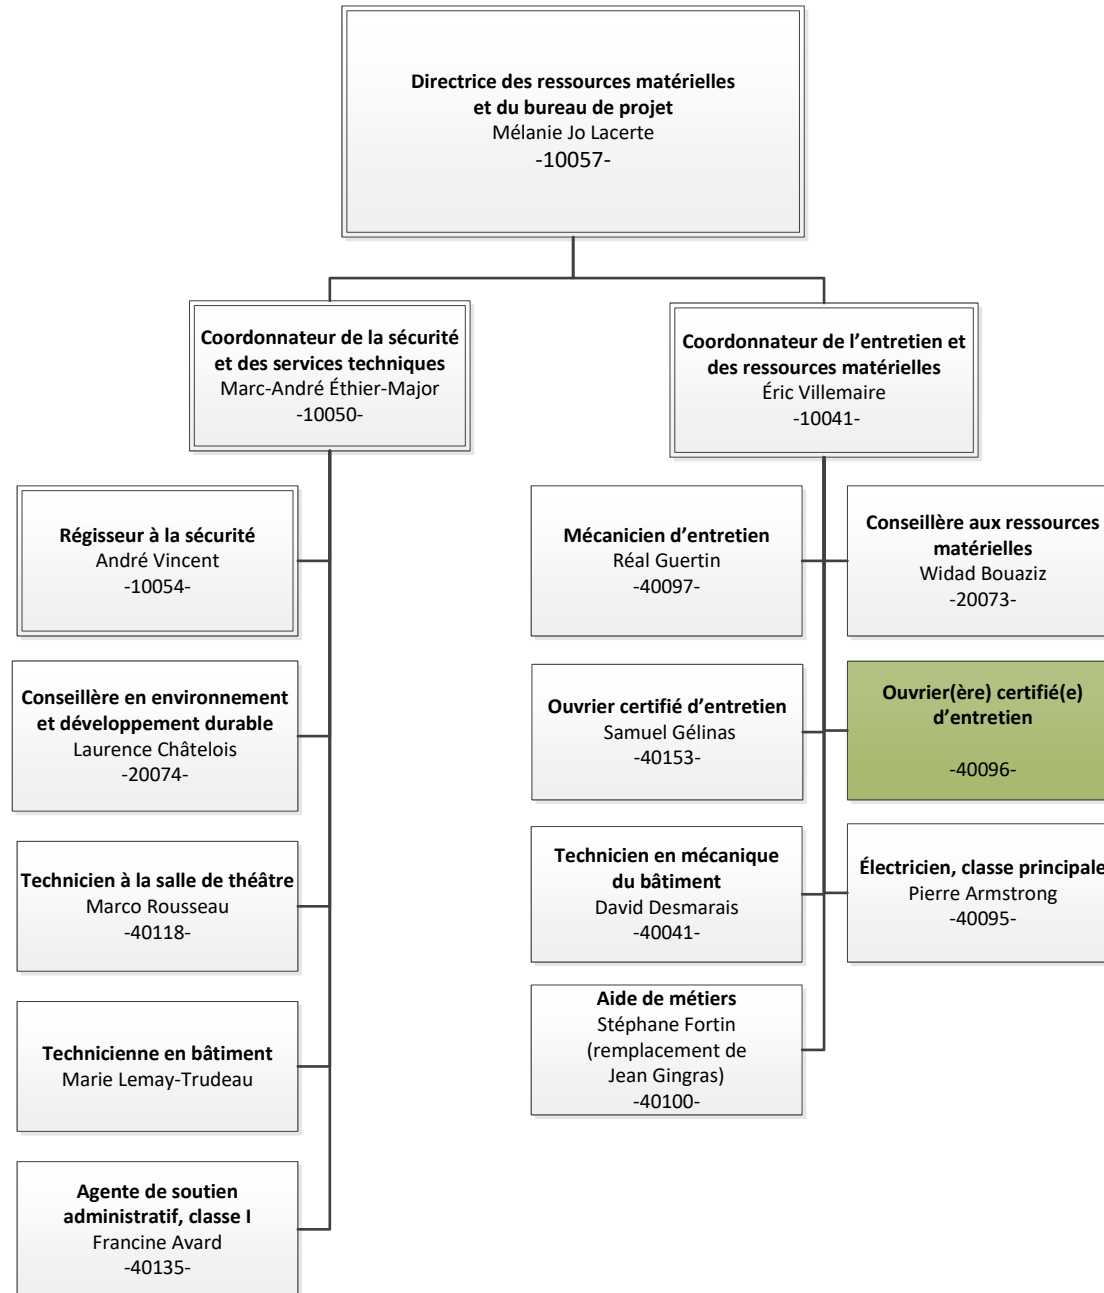 Directrice des ressources matérielles
et du bureau de projet
Mélanie Jo Lacerte
-10057-
Coordonnateur de la sécurité
et des services techniques
Marc-André Éthier-Major
-10050-
Coordonnateur de l’entretien et
des ressources matérielles
Éric Villemaire
-10041-
Régisseur à la sécurité
André Vincent
-10054-
Mécanicien d’entretien
Réal Guertin
-40097-
Conseillère aux ressources
matérielles
Widad Bouaziz
-20073-
Conseillère en environnement
et développement durable
Laurence Châtelois
-20074-
Ouvrier certifié d’entretien
Samuel Gélinas
-40153-
Ouvrier(ère) certifié(e)
d’entretien
-40096-
Technicien à la salle de théâtre
Marco Rousseau
-40118-
Technicien en mécanique
du bâtiment
David Desmarais
-40041-
Électricien, classe principale
Pierre Armstrong
-40095-
Technicienne en bâtiment
Marie Lemay-Trudeau
Aide de métiers
Stéphane Fortin
(remplacement de
Jean Gingras)
-40100-
Agente de soutien
administratif, classe I
Francine Avard
-40135-